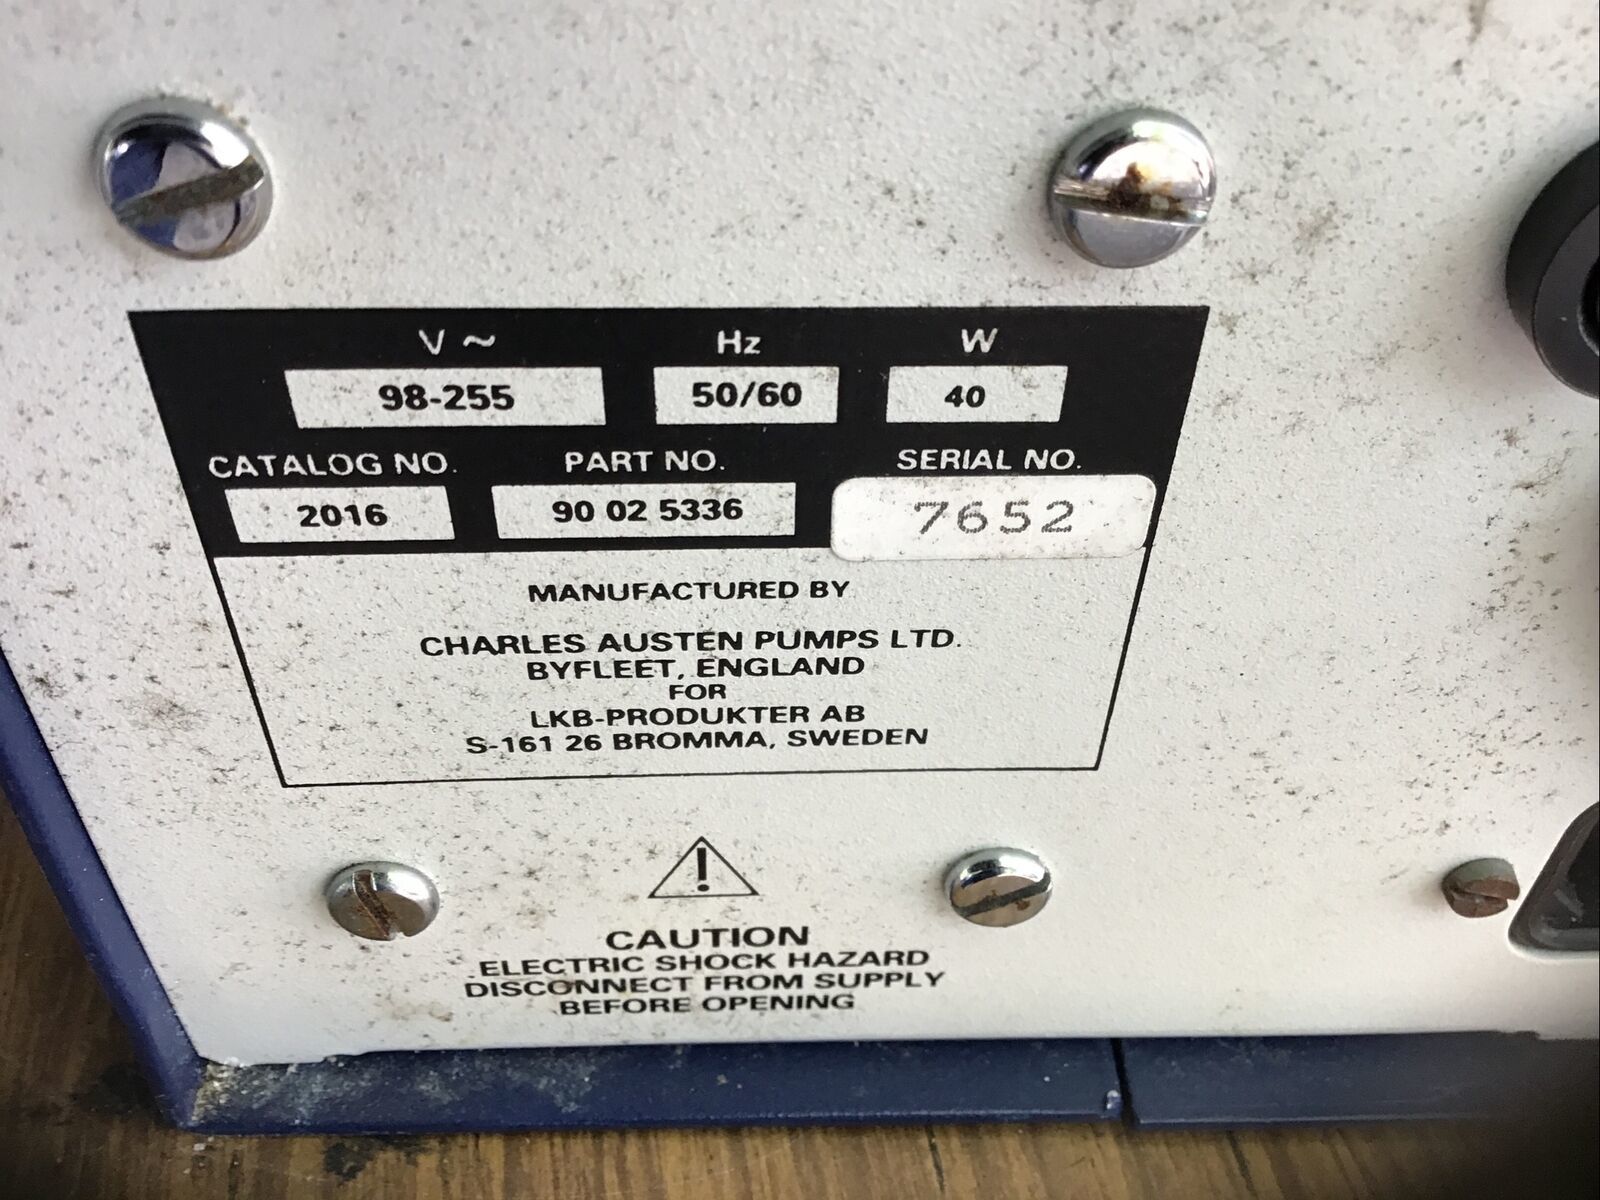 V ~ Hz W
98-255 50/60 40
CATALOG NO. PART NO. SERIAL NO.
2016 90 02 5336 7652
MANUFACTURED BY
CHARLES AUSTEN PUMPS LTD.
BYFLEET, ENGLAND
FOR
LKB-PRODUKTER AB
S-161 26 BROMMA, SWEDEN
!
CAUTION
ELECTRIC SHOCK HAZARD
DISCONNECT FROM SUPPLY
BEFORE OPENING